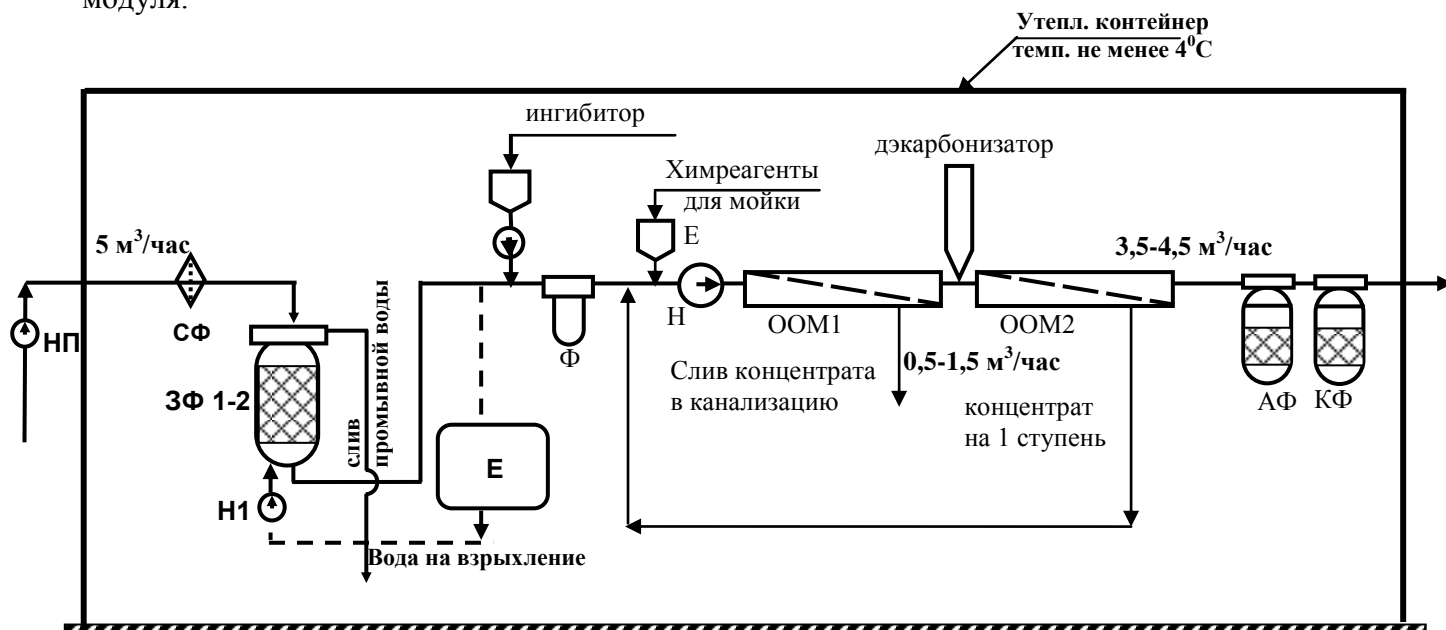 модуля.
Утепл. контейнер
темп. не менее 4⁰С
ингибитор
дэкарбонизатор
Химреагенты
для мойки
Е
5 м³/час
3,5-4,5 м³/час
НП
СФ
ЗФ 1-2
слив
промывной воды
Ф
Н
ООМ1
ООМ2
0,5-1,5 м³/час
Слив концентрата
в канализацию
концентрат
на 1 ступень
АФ
КФ
Е
Н1
Вода на взрыхление